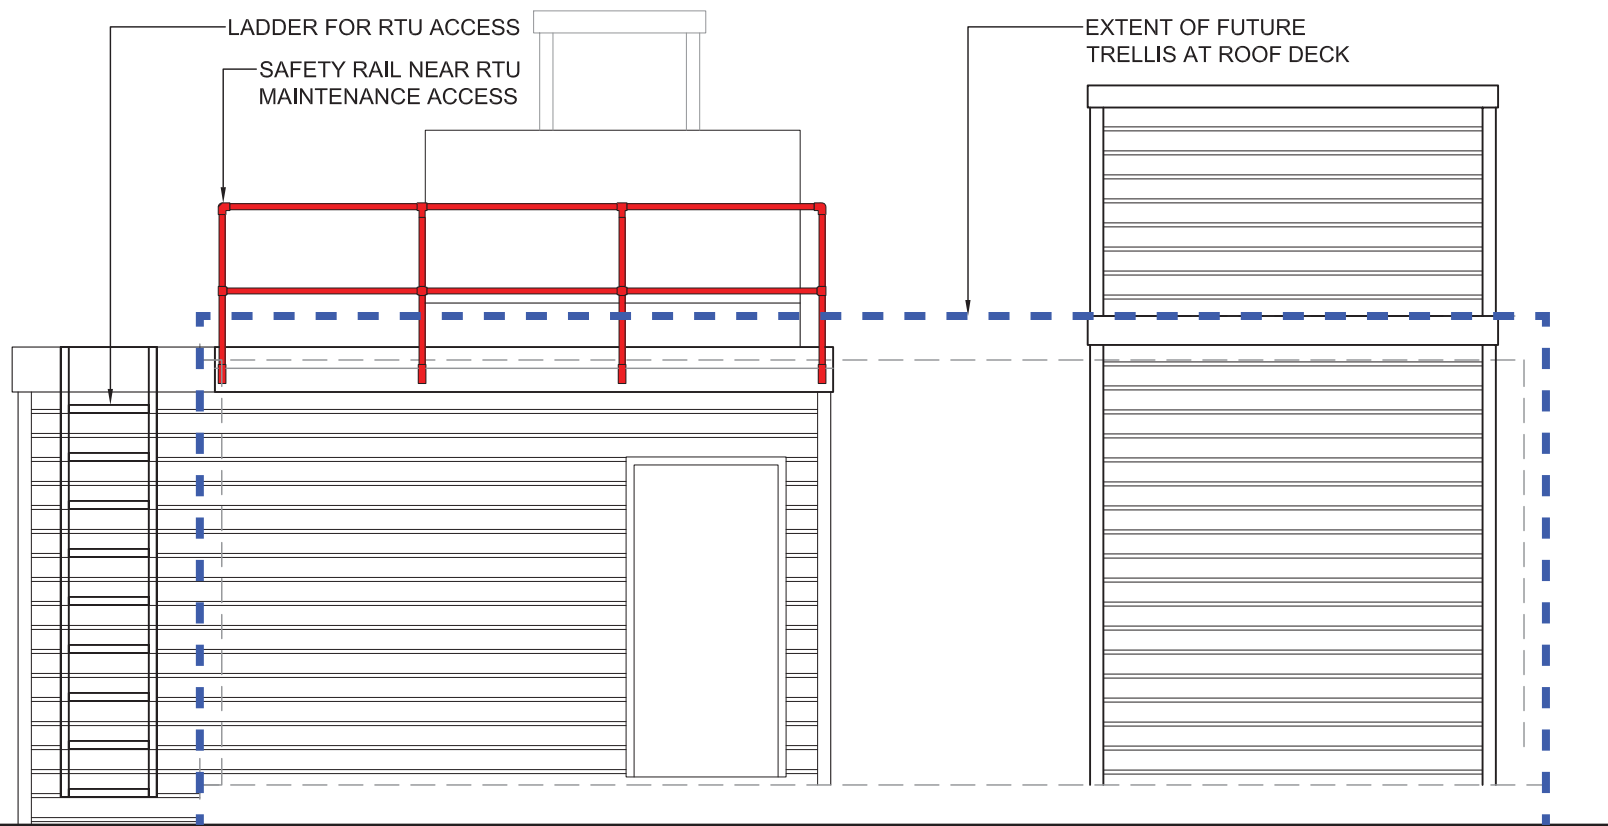 LADDER FOR RTU ACCESS
SAFETY RAIL NEAR RTU
MAINTENANCE ACCESS
EXTENT OF FUTURE
TRELLIS AT ROOF DECK